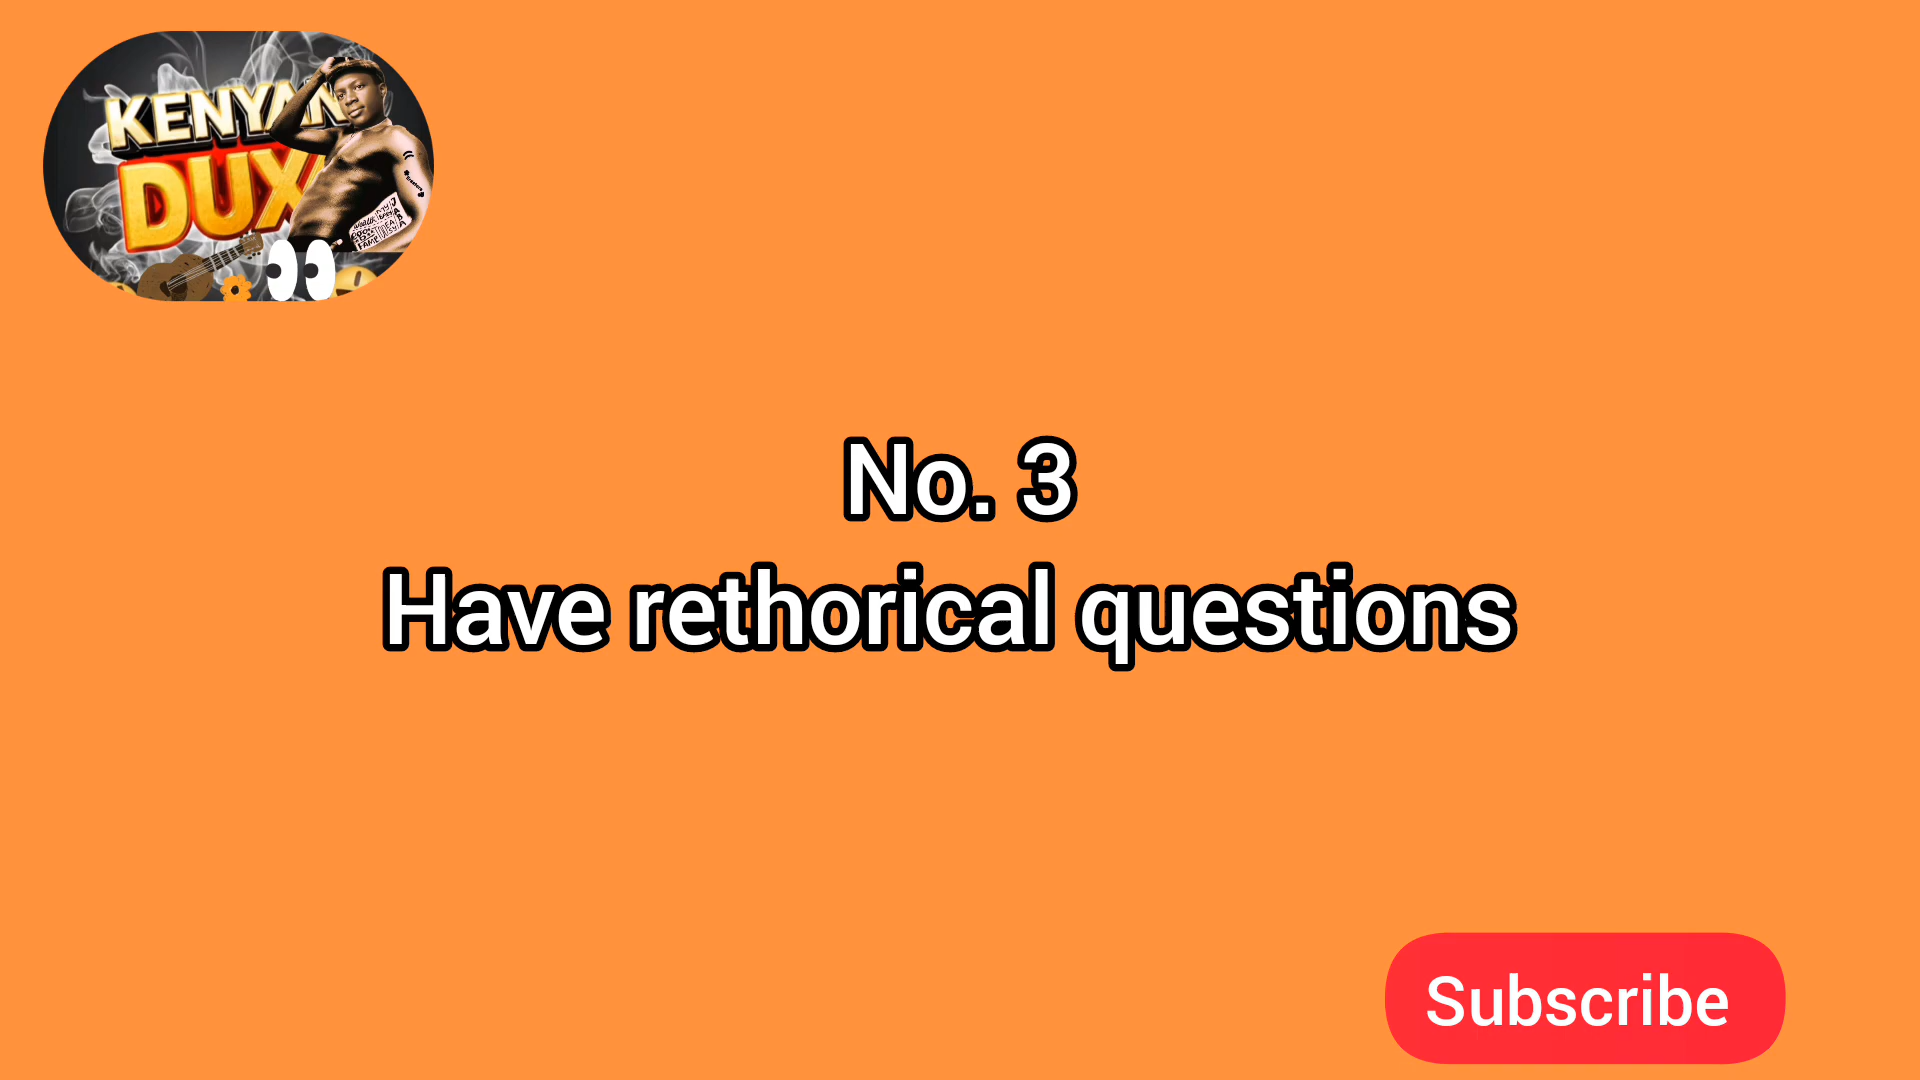 KENYAN
DUX
No. 3
Have rethorical questions
Subscribe